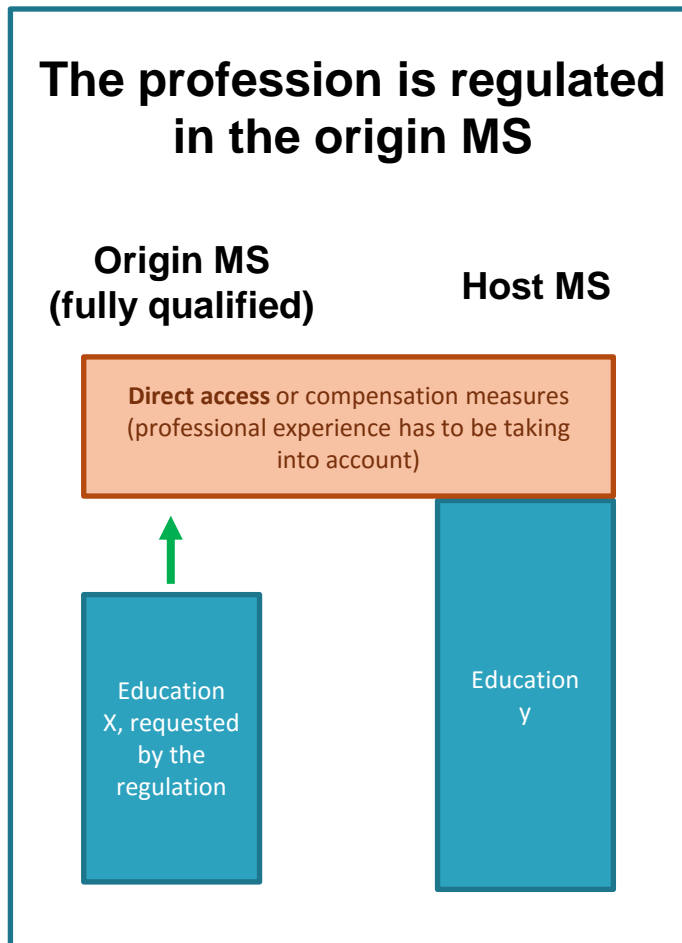 The profession is regulated
in the origin MS
Origin MS
(fully qualified)
Host MS
Direct access or compensation measures
(professional experience has to be taking
into account)
Education
X, requested
by the
regulation
Education
y